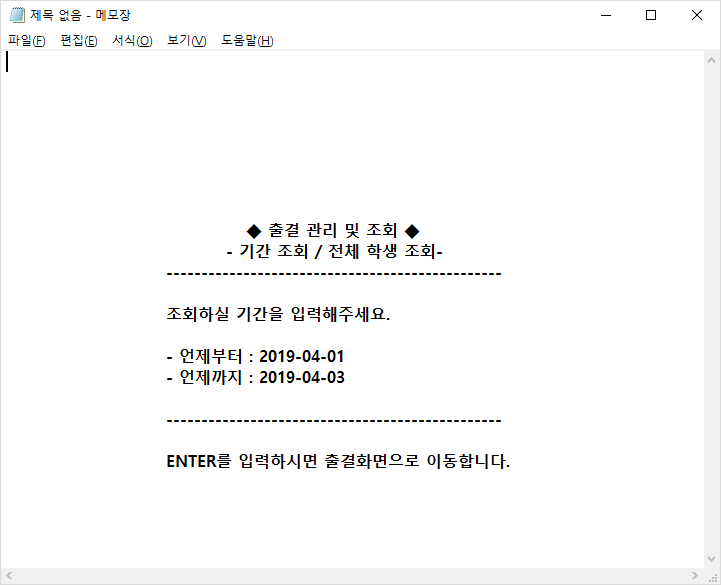 제목 없음 - 메모장
파일(F) 편집(E) 서식(O) 보기(V) 도움말(H)
◆ 출결 관리 및 조회 ◆
- 기간 조회 / 전체 학생 조회-
------------------------------------------------
조회하실 기간을 입력해주세요.
- 언제부터 : 2019-04-01
- 언제까지 : 2019-04-03
------------------------------------------------
ENTER를 입력하시면 출결화면으로 이동합니다.